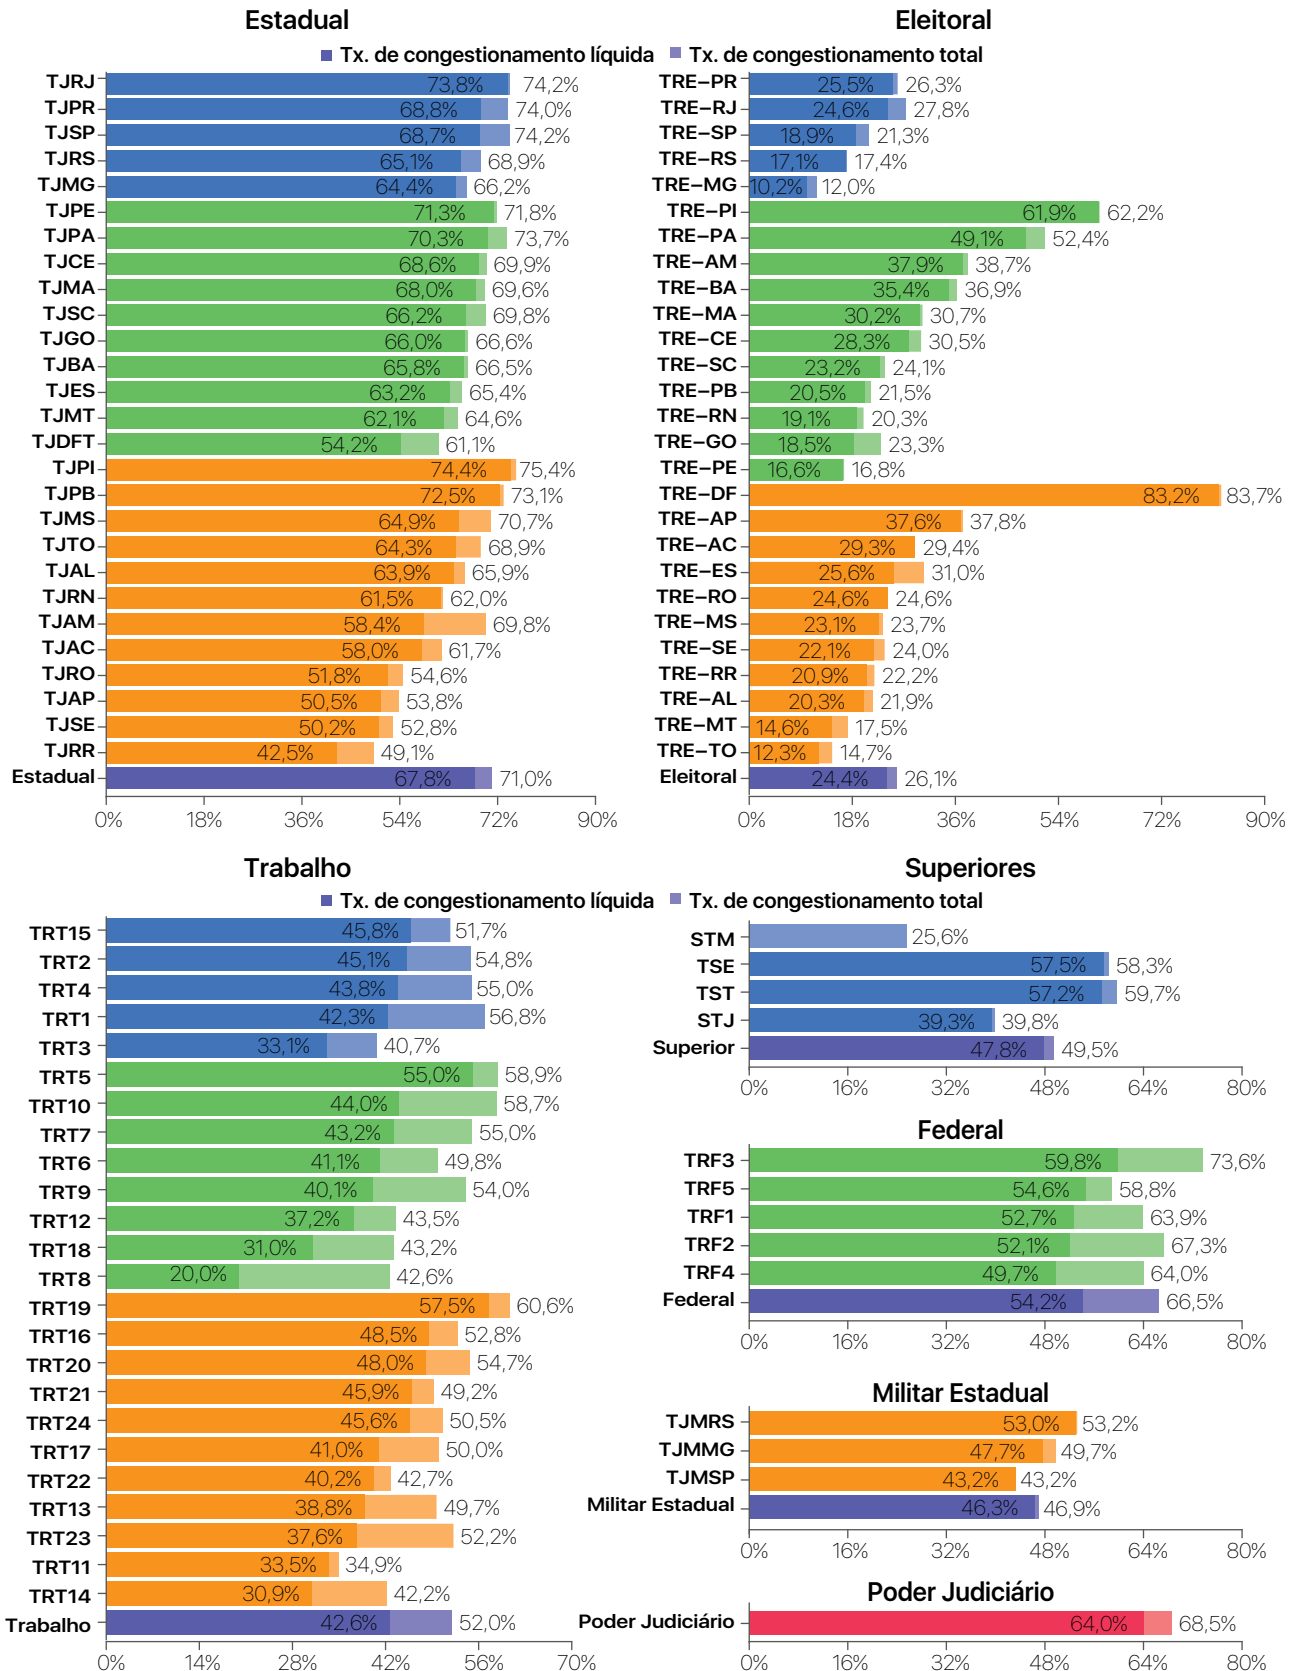 Estadual
Tx. de congestionamento líquida Tx. de congestionamento total
TJRJ 73,8% 74,2%
TJPR 68,8% 74,0%
TJSP 68,7% 74,2%
TJRS 65,1% 68,9%
TJMG 64,4% 66,2%
TJPE 71,3% 71,8%
TJPA 70,3% 73,7%
TJCE 68,6% 69,9%
TJMA 68,0% 69,6%
TJSC 66,2% 69,8%
TJGO 66,0% 66,6%
TJBA 65,8% 66,5%
TJES 63,2% 65,4%
TJMT 62,1% 64,6%
TJDFT 54,2% 61,1%
TJPI 74,4% 75,4%
TJPB 72,5% 73,1%
TJMS 64,9% 70,7%
TJTO 64,3% 68,9%
TJAL 63,9% 65,9%
TJRN 61,5% 62,0%
TJAM 58,4% 69,8%
TJAC 58,0% 61,7%
TJRO 51,8% 54,6%
TJAP 50,5% 53,8%
TJSE 50,2% 52,8%
TJRR 42,5% 49,1%
Estadual 67,8% 71,0%
0% 18% 36% 54% 72% 90%
Eleitoral
TRE–PR 25,5% 26,3%
TRE–RJ 24,6% 27,8%
TRE–SP 18,9% 21,3%
TRE–RS 17,1% 17,4%
TRE–MG 10,2% 12,0%
TRE–PI 61,9% 62,2%
TRE–PA 49,1% 52,4%
TRE–AM 37,9% 38,7%
TRE–BA 35,4% 36,9%
TRE–MA 30,2% 30,7%
TRE–CE 28,3% 30,5%
TRE–SC 23,2% 24,1%
TRE–PB 20,5% 21,5%
TRE–RN 19,1% 20,3%
TRE–GO 18,5% 23,3%
TRE–PE 16,6% 16,8%
TRE–DF 83,2% 83,7%
TRE–AP 37,6% 37,8%
TRE–AC 29,3% 29,4%
TRE–ES 25,6% 31,0%
TRE–RO 24,6% 24,6%
TRE–MS 23,1% 23,7%
TRE–SE 22,1% 24,0%
TRE–RR 20,9% 22,2%
TRE–AL 20,3% 21,9%
TRE–MT 14,6% 17,5%
TRE–TO 12,3% 14,7%
Eleitoral 24,4% 26,1%
0% 18% 36% 54% 72% 90%
Trabalho
Tx. de congestionamento líquida Tx. de congestionamento total
TRT15 45,8% 51,7%
TRT2 45,1% 54,8%
TRT4 43,8% 55,0%
TRT1 42,3% 56,8%
TRT3 33,1% 40,7%
TRT5 55,0% 58,9%
TRT10 44,0% 58,7%
TRT7 43,2% 55,0%
TRT6 41,1% 49,8%
TRT9 40,1% 54,0%
TRT12 37,2% 43,5%
TRT18 31,0% 43,2%
TRT8 20,0% 42,6%
TRT19 57,5% 60,6%
TRT16 48,5% 52,8%
TRT20 48,0% 54,7%
TRT21 45,9% 49,2%
TRT24 45,6% 50,5%
TRT17 41,0% 50,0%
TRT22 40,2% 42,7%
TRT13 38,8% 49,7%
TRT23 37,6% 52,2%
TRT11 33,5% 34,9%
TRT14 30,9% 42,2%
Trabalho 42,6% 52,0%
0% 14% 28% 42% 56% 70%
Superiores
STM 25,6%
TSE 57,5% 58,3%
TST 57,2% 59,7%
STJ 39,3% 39,8%
Superior 47,8% 49,5%
0% 16% 32% 48% 64% 80%
Federal
TRF3 59,8% 73,6%
TRF5 54,6% 58,8%
TRF1 52,7% 63,9%
TRF2 52,1% 67,3%
TRF4 49,7% 64,0%
Federal 54,2% 66,5%
0% 16% 32% 48% 64% 80%
Militar Estadual
TJMRS 53,0% 53,2%
TJMMG 47,7% 49,7%
TJMSP 43,2% 43,2%
Militar Estadual 46,3% 46,9%
0% 16% 32% 48% 64% 80%
Poder Judiciário
Poder Judiciário 64,0% 68,5%
0% 16% 32% 48% 64% 80%